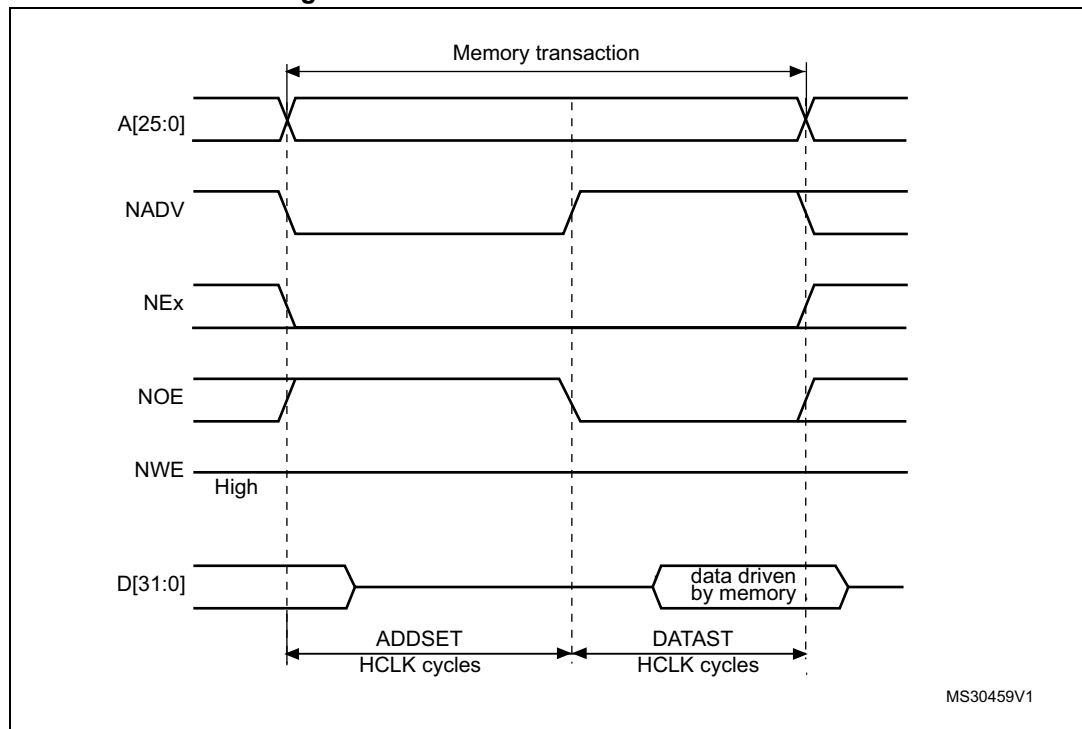 Memory transaction
A[25:0]
NADV
NEx
NOE
NWE
High
D[31:0]
data driven
by memory
ADDSET
DATAST
HCLK cycles
HCLK cycles
MS30459V1